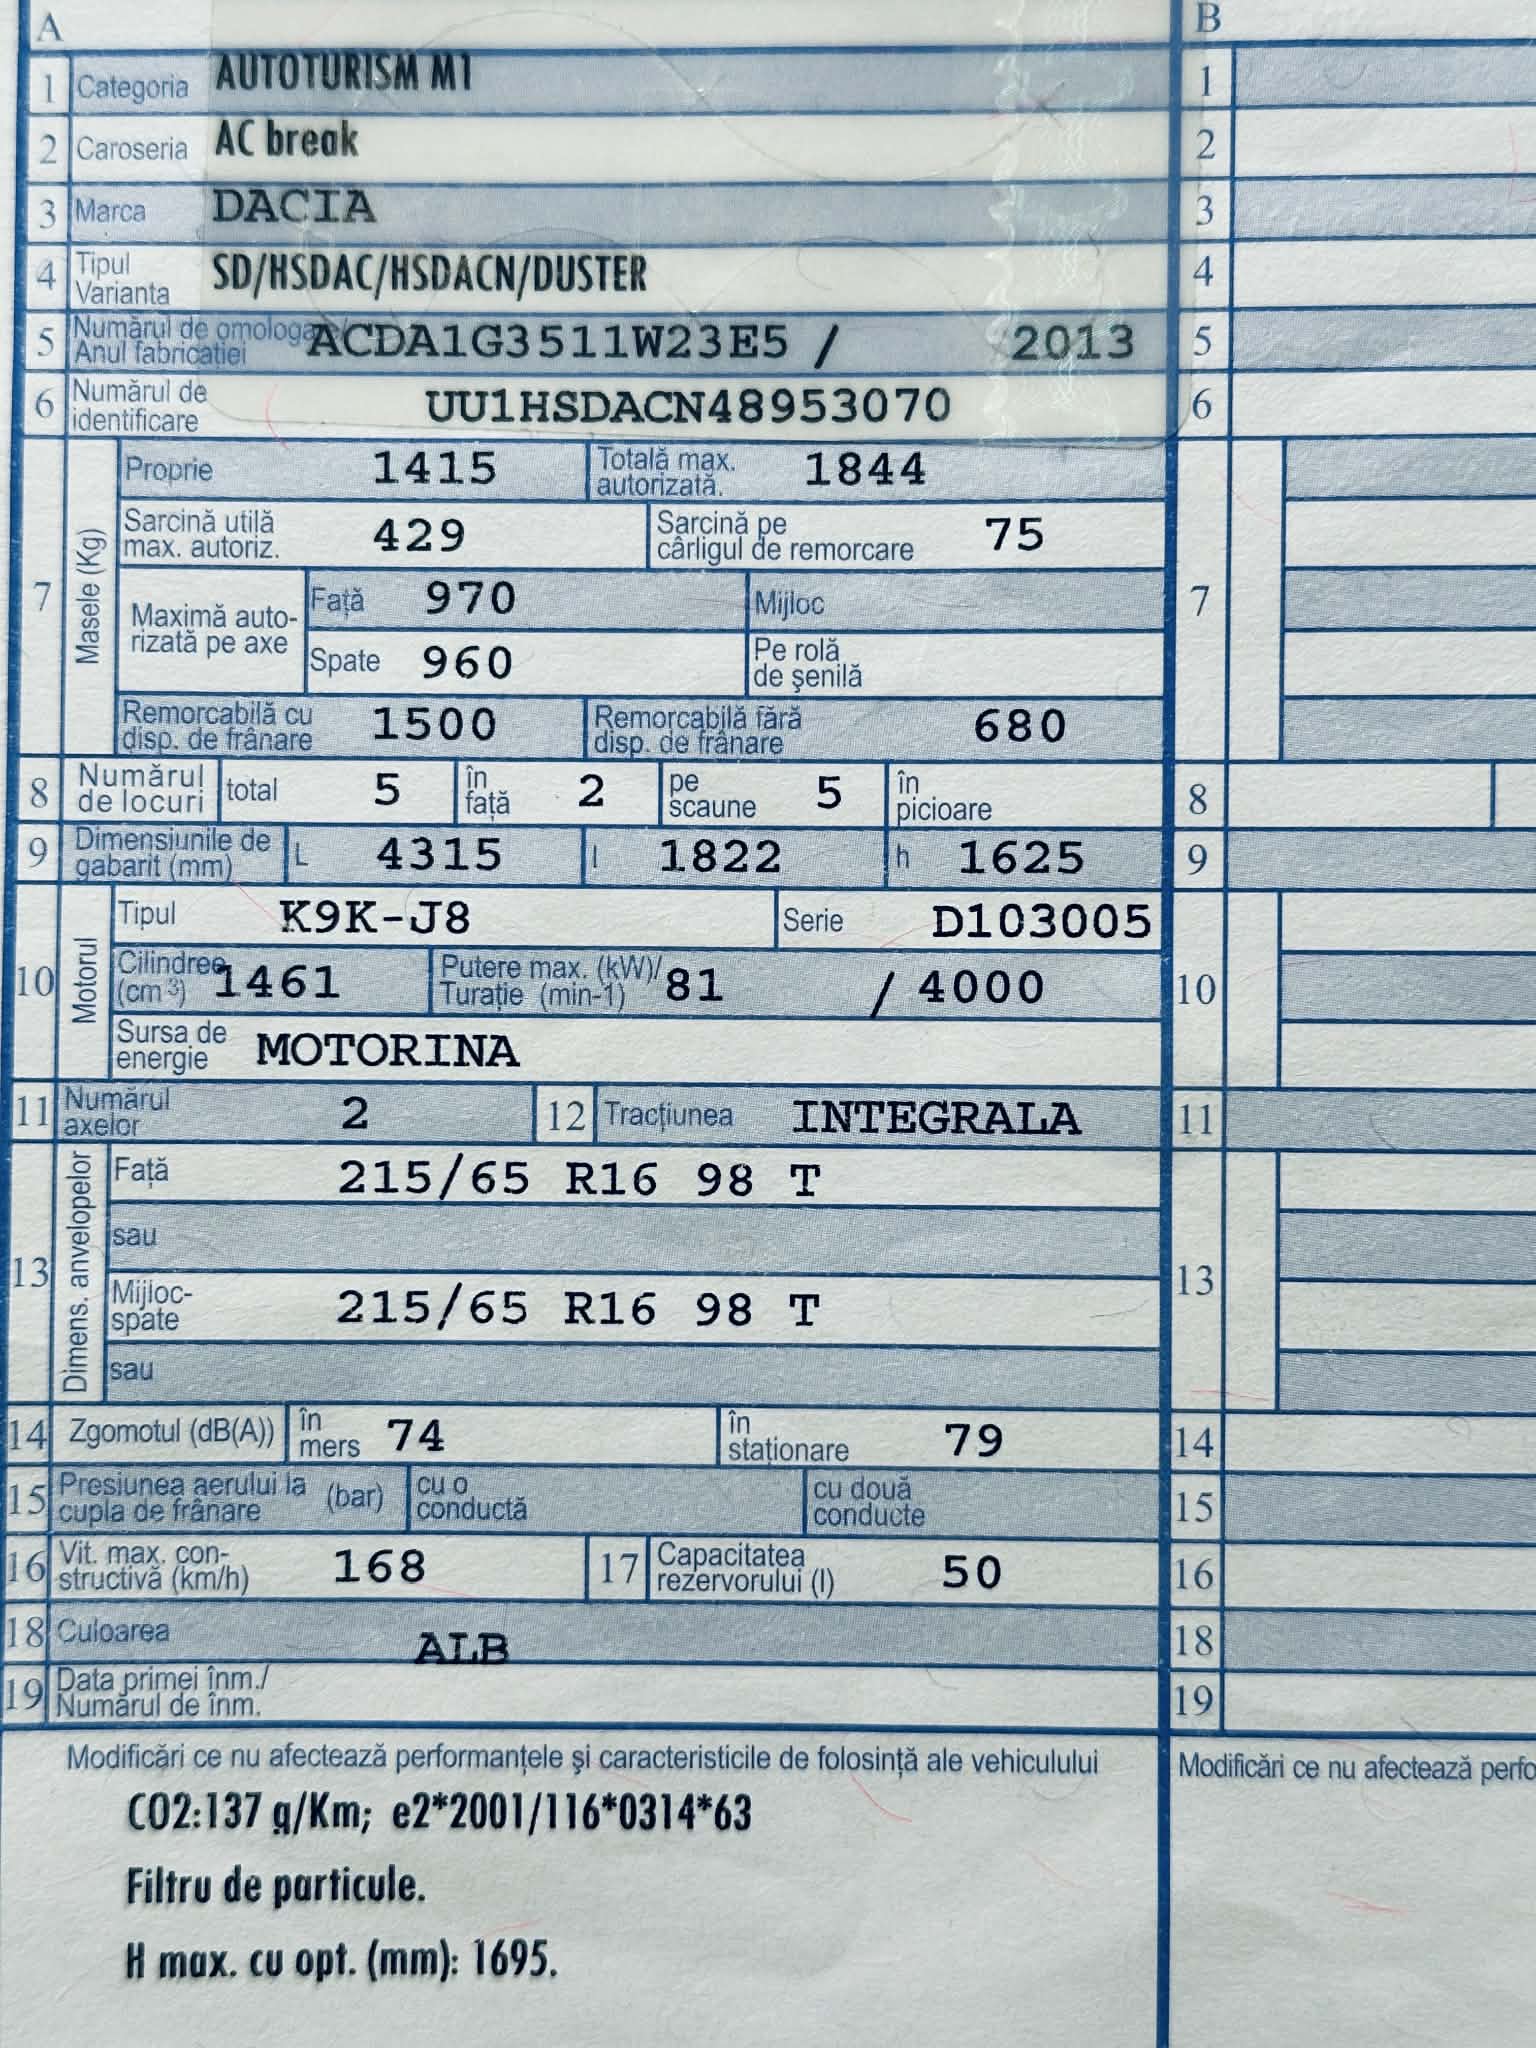 A
B
1 Categoria AUTOTURISM M1
1
2 Caroseria AC break
2
3 Marca DACIA
3
4 Tipul Varianta SD/HSDAC/HSDACN/DUSTER
4
5 Numărul de omologare/ Anul fabricației ACDA1G3511W23E5 / 2013
5
6 Numărul de identificare UU1HSDACN48953070
6
7 Masele (Kg)
Proprie 1415 Totală max. autorizată. 1844
Sarcină utilă max. autoriz. 429 Sarcină pe cârligul de remorcare 75
Maximă auto-rizată pe axe Față 970 Mijloc
Spate 960 Pe rolă de șenilă
Remorcabilă cu disp. de frânare 1500 Remorcabilă fără disp. de frânare 680
7
8 Numărul de locuri total 5 în față 2 pe scaune 5 în picioare
8
9 Dimensiunile de gabarit (mm) L 4315 l 1822 h 1625
9
10 Motorul
Tipul K9K-J8 Serie D103005
Cilindree (cm3) 1461 Putere max. (kW)/ Turație (min-1) 81 / 4000
Sursa de energie MOTORINA
10
11 Numărul axelor 2 12 Tracțiunea INTEGRALA
11
13 Dimens. anvelopelor
Față 215/65 R16 98 T
sau
Mijloc-spate 215/65 R16 98 T
sau
13
14 Zgomotul (dB(A)) în mers 74 în staționare 79
14
15 Presiunea aerului la cupla de frânare (bar) cu o conductă cu două conducte
15
16 Vit. max. con-structivă (km/h) 168 17 Capacitatea rezervorului (l) 50
16
18 Culoarea ALB
18
19 Data primei înm./ Numărul de înm.
19
Modificări ce nu afectează performanțele și caracteristicile de folosință ale vehiculului
Modificări ce nu afectează perfo
CO2:137 g/Km; e2*2001/116*0314*63
Filtru de particule.
H max. cu opt. (mm): 1695.